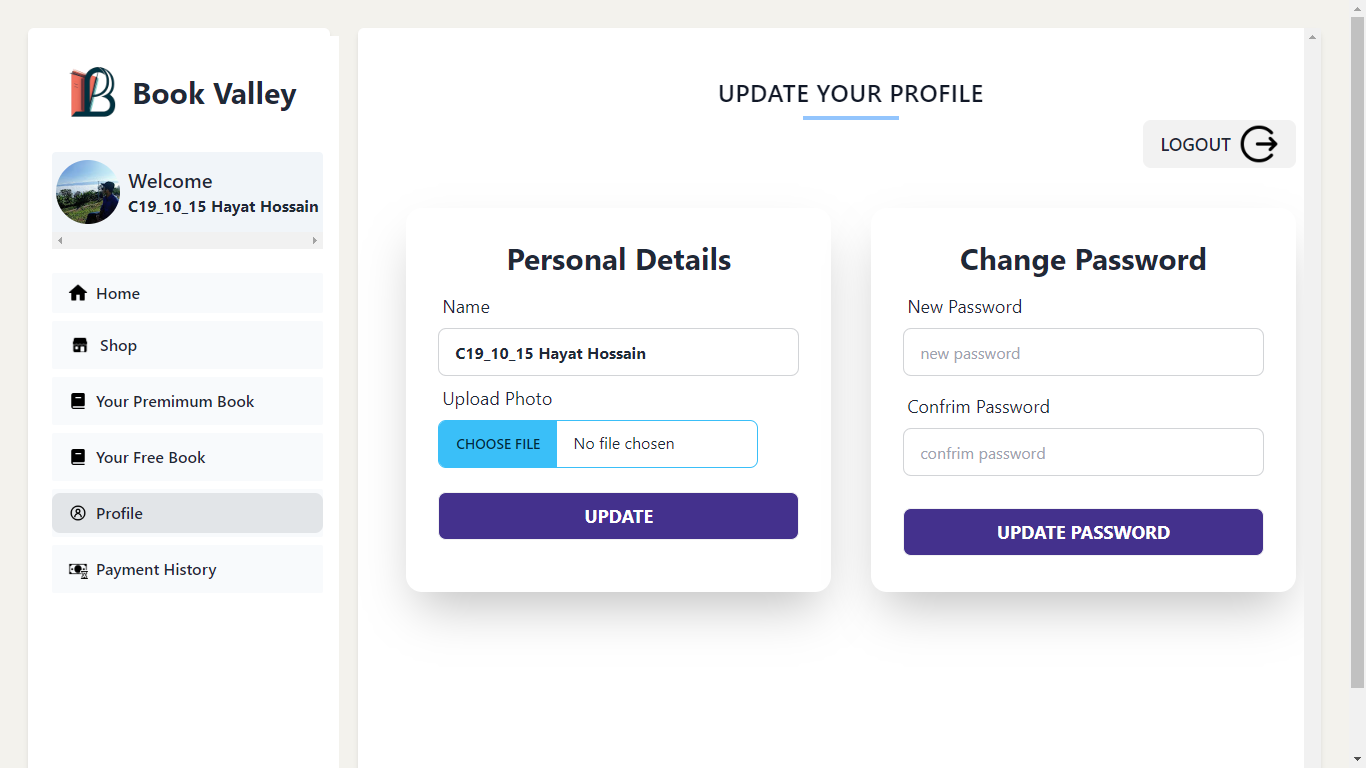 Book Valley
Welcome
C19_10_15 Hayat Hossain
Home
Shop
Your Premimum Book
Your Free Book
Profile
Payment History
UPDATE YOUR PROFILE
LOGOUT
Personal Details
Name
C19_10_15 Hayat Hossain
Upload Photo
CHOOSE FILE No file chosen
UPDATE
Change Password
New Password
new password
Confrim Password
confrim password
UPDATE PASSWORD